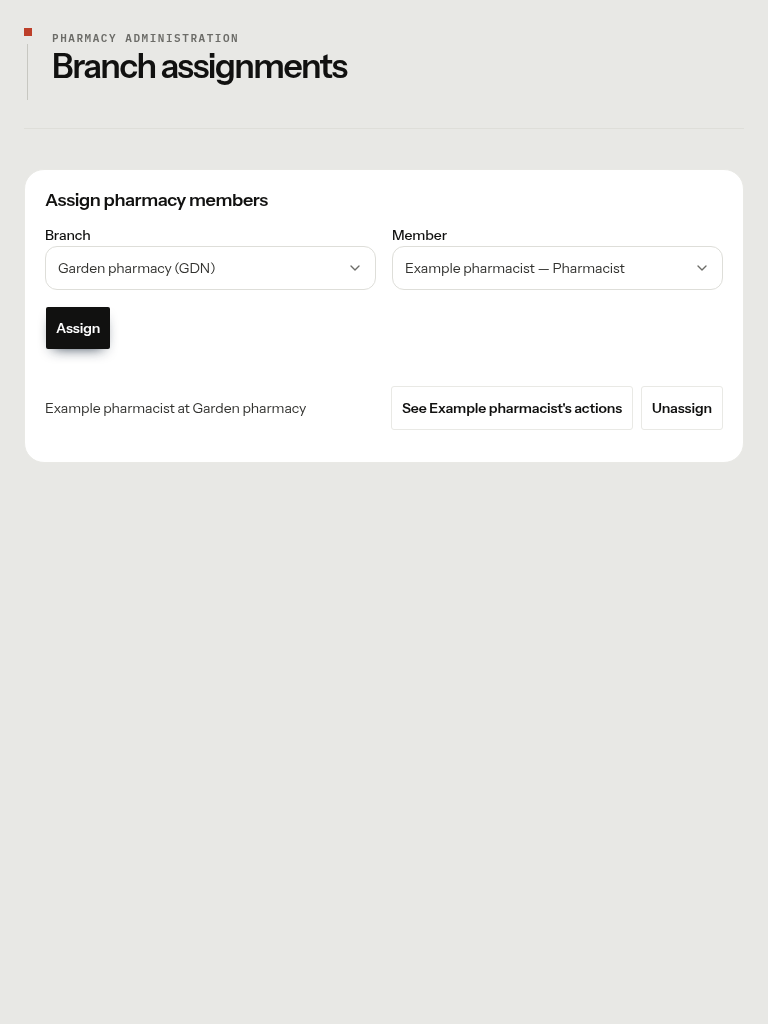 PHARMACY ADMINISTRATION
Branch assignments
Assign pharmacy members
Branch
Member
Garden pharmacy (GDN)
Example pharmacist — Pharmacist
Assign
Example pharmacist at Garden pharmacy
See Example pharmacist's actions
Unassign